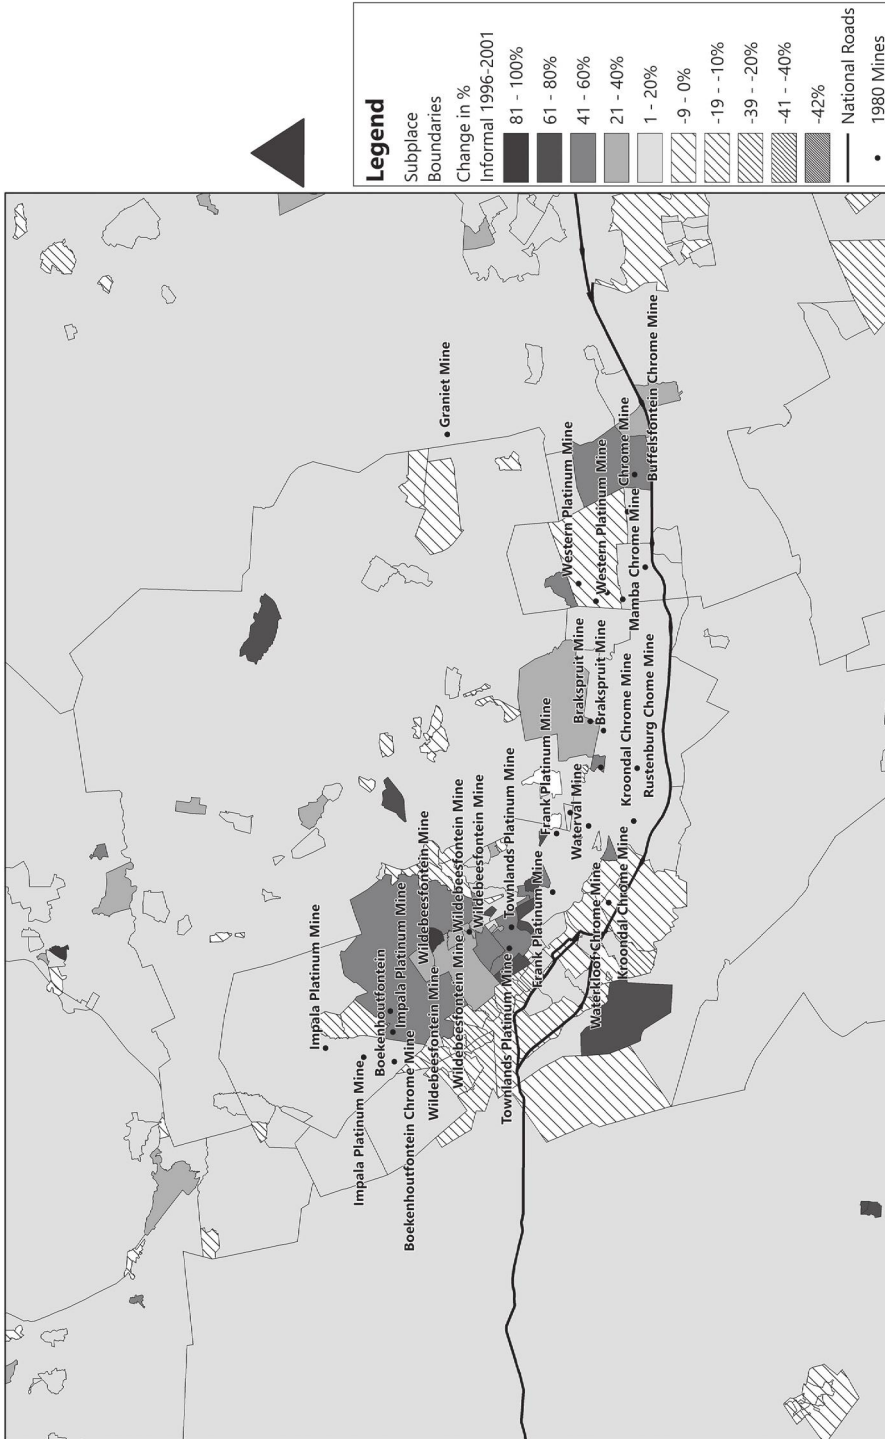 Legend
Subplace
Boundaries
Change in %
Informal 1996-2001
81 - 100%
61 - 80%
41 - 60%
21 - 40%
1 - 20%
-9 - 0%
-19 - -10%
-39 - -20%
-41 - -40%
-42%
National Roads
1980 Mines
Impala Platinum Mine
Impala Platinum Mine
Boekenhoutfontein
Impala Platinum Mine
Boekenhoutfontein Chrome Mine
Wildebeesfontein Mine
Wildebeesfontein Mine
Wildebeesfontein Mine
Wildebeesfontein Mine
Wildebeesfontein Mine
Townlands Platinum Mine
Townlands Platinum Mine
Frank Platinum Mine
Frank Platinum Mine
Waterval Mine
Waterkloof Chrome Mine
Kroondal Chrome Mine
Kroondal Chrome Mine
Rustenburg Chome Mine
Brakspruit Mine
Brakspruit Mine
Western Platinum Mine
Western Platinum Mine
Mamba Chrome Mine
Chrome Mine
Buffelsfontein Chrome Mine
Graniet Mine